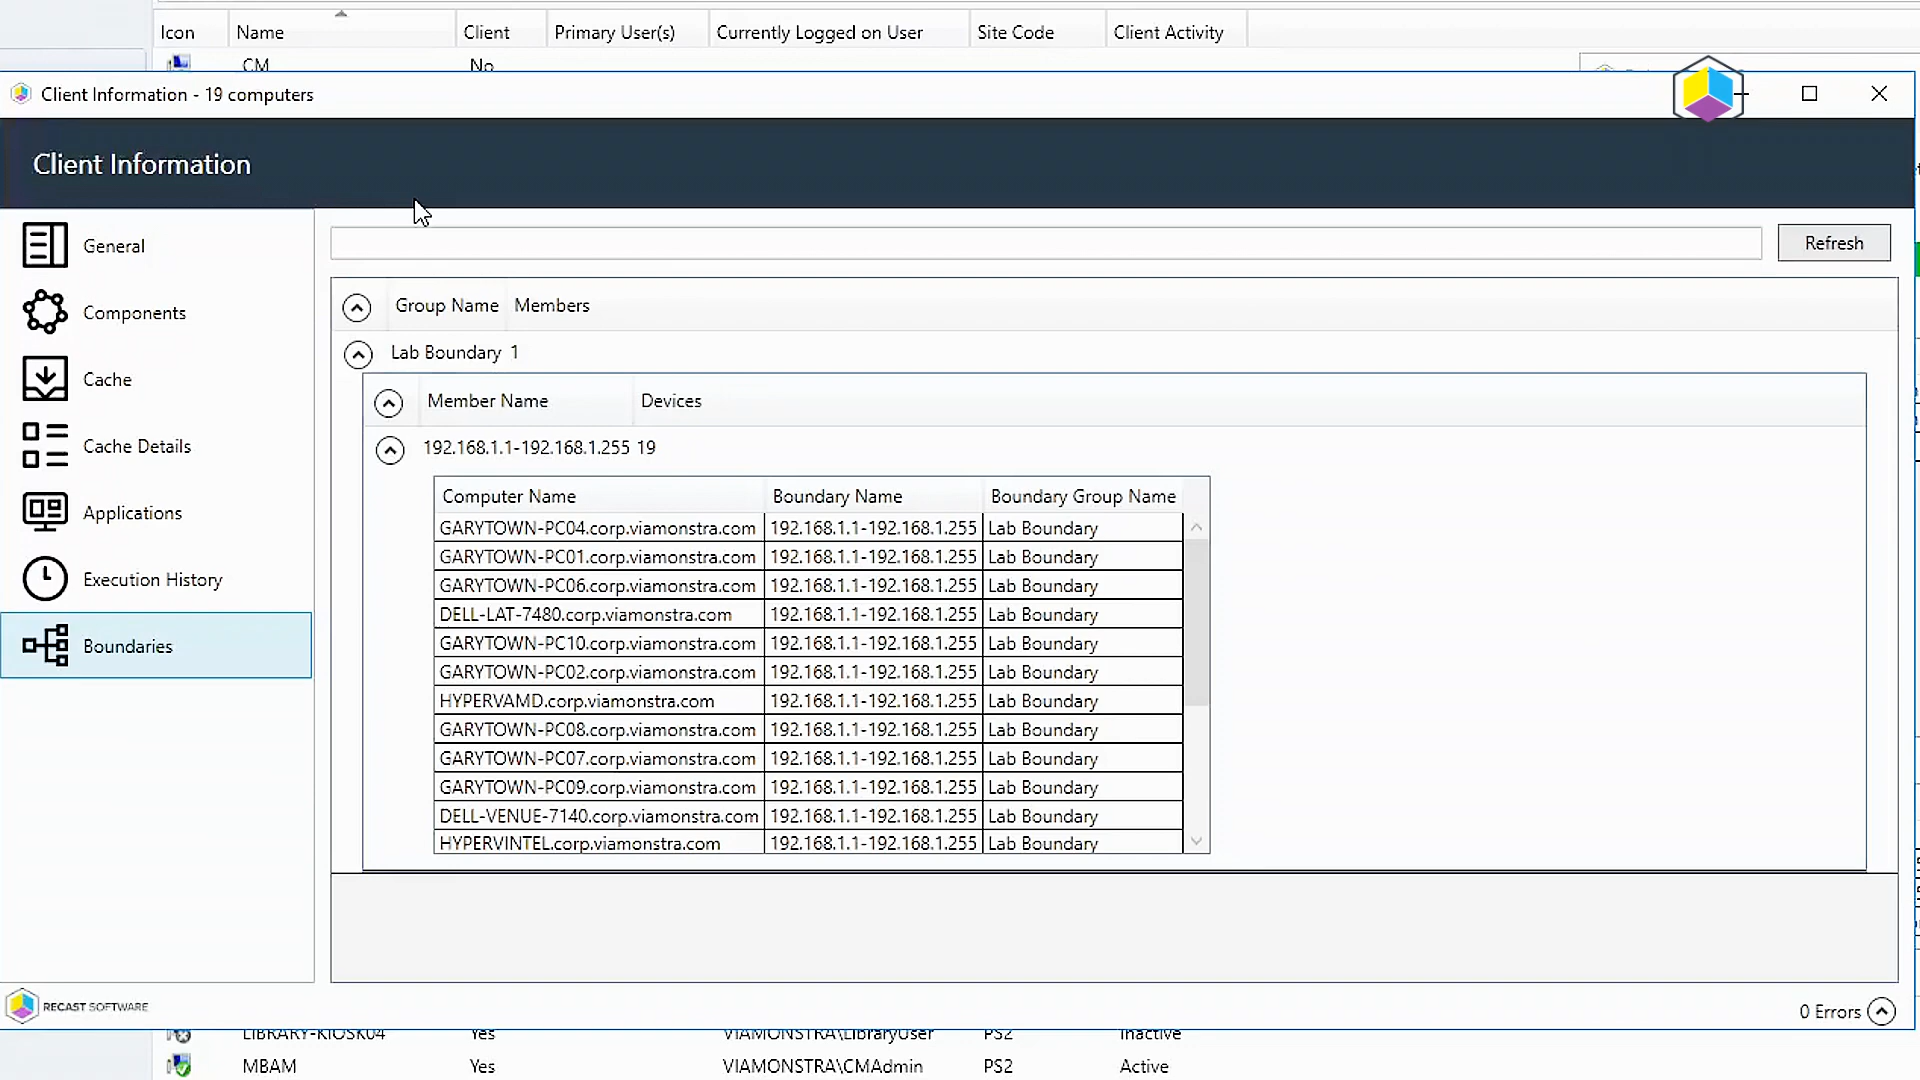 Icon Name Client Primary User(s) Currently Logged on User Site Code Client Activity
CM No
Client Information - 19 computers
Client Information
General
Components
Cache
Cache Details
Applications
Execution History
Boundaries
Refresh
Group Name Members
Lab Boundary 1
Member Name Devices
192.168.1.1-192.168.1.255 19
Computer Name Boundary Name Boundary Group Name
GARYTOWN-PC04.corp.viamonstra.com 192.168.1.1-192.168.1.255 Lab Boundary
GARYTOWN-PC01.corp.viamonstra.com 192.168.1.1-192.168.1.255 Lab Boundary
GARYTOWN-PC06.corp.viamonstra.com 192.168.1.1-192.168.1.255 Lab Boundary
DELL-LAT-7480.corp.viamonstra.com 192.168.1.1-192.168.1.255 Lab Boundary
GARYTOWN-PC10.corp.viamonstra.com 192.168.1.1-192.168.1.255 Lab Boundary
GARYTOWN-PC02.corp.viamonstra.com 192.168.1.1-192.168.1.255 Lab Boundary
HYPERVAMD.corp.viamonstra.com 192.168.1.1-192.168.1.255 Lab Boundary
GARYTOWN-PC08.corp.viamonstra.com 192.168.1.1-192.168.1.255 Lab Boundary
GARYTOWN-PC07.corp.viamonstra.com 192.168.1.1-192.168.1.255 Lab Boundary
GARYTOWN-PC09.corp.viamonstra.com 192.168.1.1-192.168.1.255 Lab Boundary
DELL-VENUE-7140.corp.viamonstra.com 192.168.1.1-192.168.1.255 Lab Boundary
HYPERVINTEL.corp.viamonstra.com 192.168.1.1-192.168.1.255 Lab Boundary
RECAST SOFTWARE
0 Errors
LIBRARY-KIOSK04 Yes VIAMONSTRA\LibraryUser PS2 Inactive
MBAM Yes VIAMONSTRA\CMAdmin PS2 Active